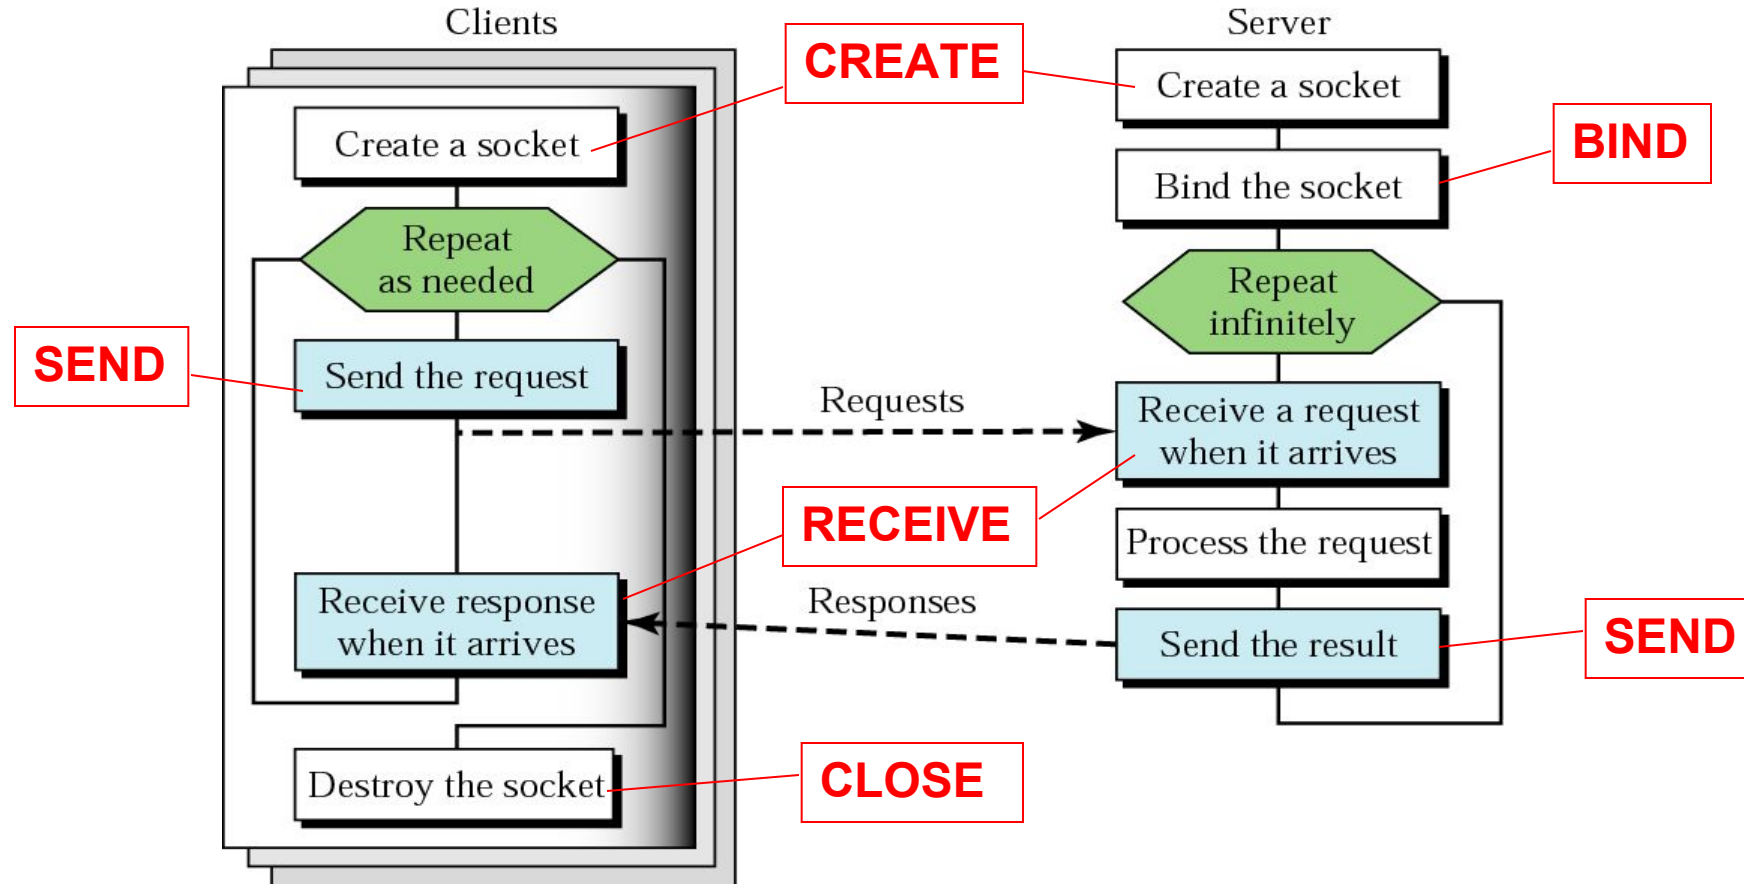 Clients
Server
CREATE
Create a socket
Create a socket
BIND
Bind the socket
Repeat
as needed
Repeat
infinitely
SEND
Send the request
Requests
Receive a request
when it arrives
RECEIVE
Process the request
Receive response
when it arrives
Responses
Send the result
SEND
Destroy the socket
CLOSE